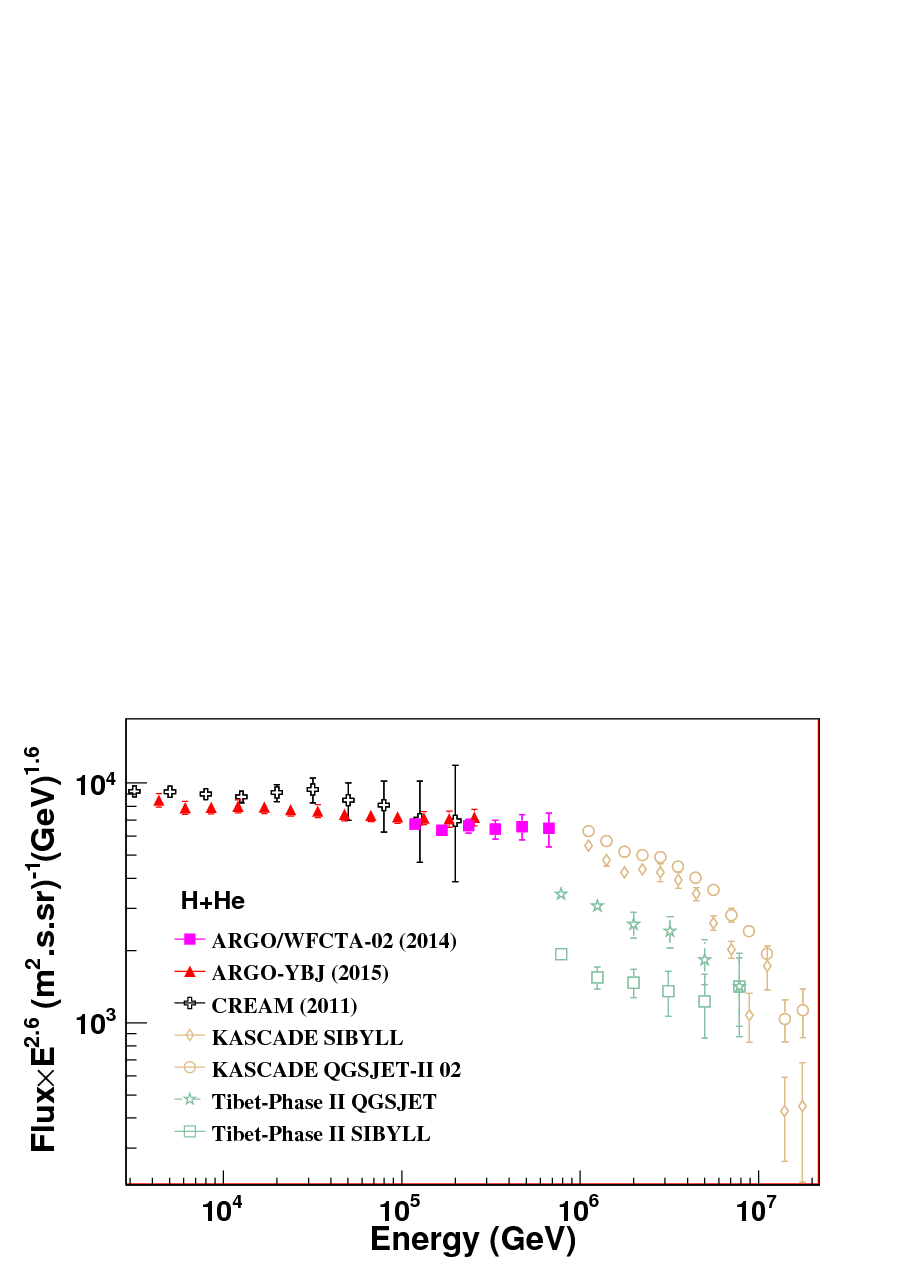 Flux×E^2.6 (m^2.s.sr)^-1(GeV)^1.6
10^4
10^3
H+He
ARGO/WFCTA-02 (2014)
ARGO-YBJ (2015)
CREAM (2011)
KASCADE SIBYLL
KASCADE QGSJET-II 02
Tibet-Phase II QGSJET
Tibet-Phase II SIBYLL
10^4 10^5 10^6 10^7
Energy (GeV)